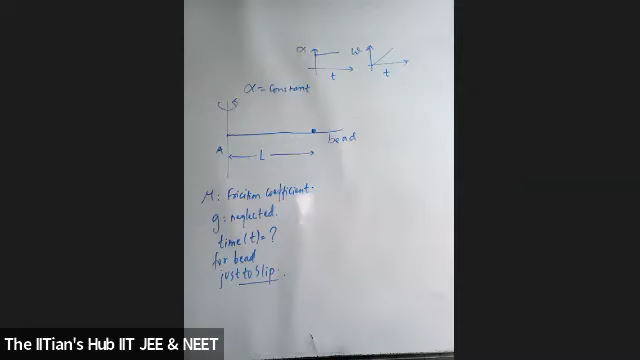 α
t
ω
t
α = Constant
A
bead
L
μ: Friction coefficient.
g: neglected.
time(t) = ?
for bead
just to slip.
The IITian's Hub IIT JEE & NEET